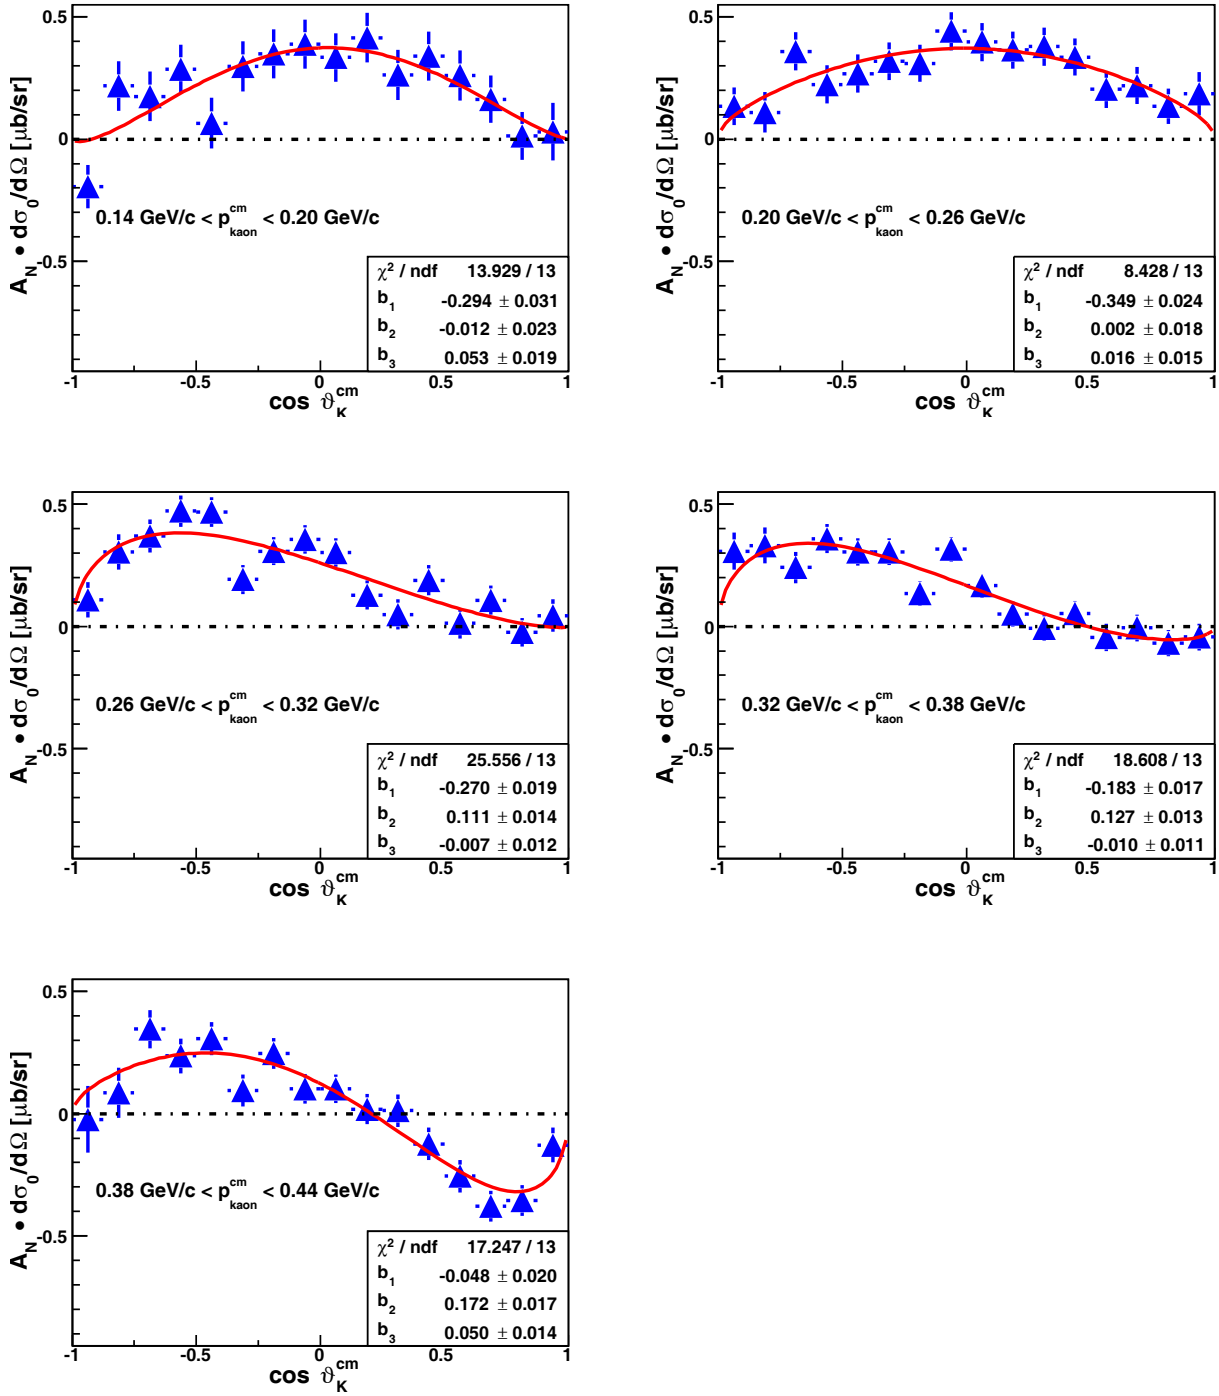 0.5
0
-0.5
A_N • dσ_0/dΩ [μb/sr]
0.14 GeV/c < p^cm_kaon < 0.20 GeV/c
χ² / ndf 13.929 / 13
b_1 -0.294 ± 0.031
b_2 -0.012 ± 0.023
b_3 0.053 ± 0.019
-1 -0.5 0 0.5 1
cos ϑ^cm_K
0.5
0
-0.5
A_N • dσ_0/dΩ [μb/sr]
0.20 GeV/c < p^cm_kaon < 0.26 GeV/c
χ² / ndf 8.428 / 13
b_1 -0.349 ± 0.024
b_2 0.002 ± 0.018
b_3 0.016 ± 0.015
-1 -0.5 0 0.5 1
cos ϑ^cm_K
0.5
0
-0.5
A_N • dσ_0/dΩ [μb/sr]
0.26 GeV/c < p^cm_kaon < 0.32 GeV/c
χ² / ndf 25.556 / 13
b_1 -0.270 ± 0.019
b_2 0.111 ± 0.014
b_3 -0.007 ± 0.012
-1 -0.5 0 0.5 1
cos ϑ^cm_K
0.5
0
-0.5
A_N • dσ_0/dΩ [μb/sr]
0.32 GeV/c < p^cm_kaon < 0.38 GeV/c
χ² / ndf 18.608 / 13
b_1 -0.183 ± 0.017
b_2 0.127 ± 0.013
b_3 -0.010 ± 0.011
-1 -0.5 0 0.5 1
cos ϑ^cm_K
0.5
0
-0.5
A_N • dσ_0/dΩ [μb/sr]
0.38 GeV/c < p^cm_kaon < 0.44 GeV/c
χ² / ndf 17.247 / 13
b_1 -0.048 ± 0.020
b_2 0.172 ± 0.017
b_3 0.050 ± 0.014
-1 -0.5 0 0.5 1
cos ϑ^cm_K